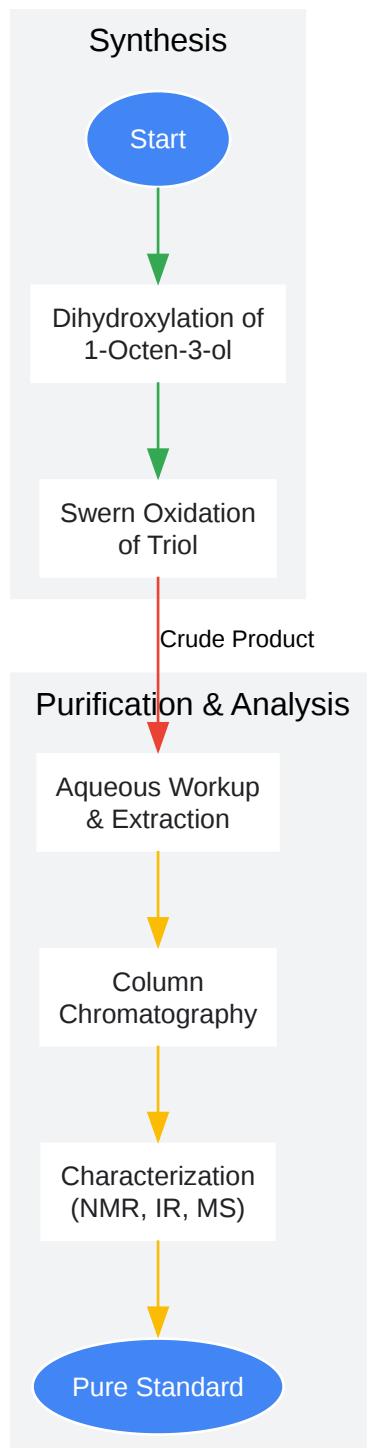 Synthesis
Start
Dihydroxylation of
1-Octen-3-ol
Swern Oxidation
of Triol
Crude Product
Purification & Analysis
Aqueous Workup
& Extraction
Column
Chromatography
Characterization
(NMR, IR, MS)
Pure Standard